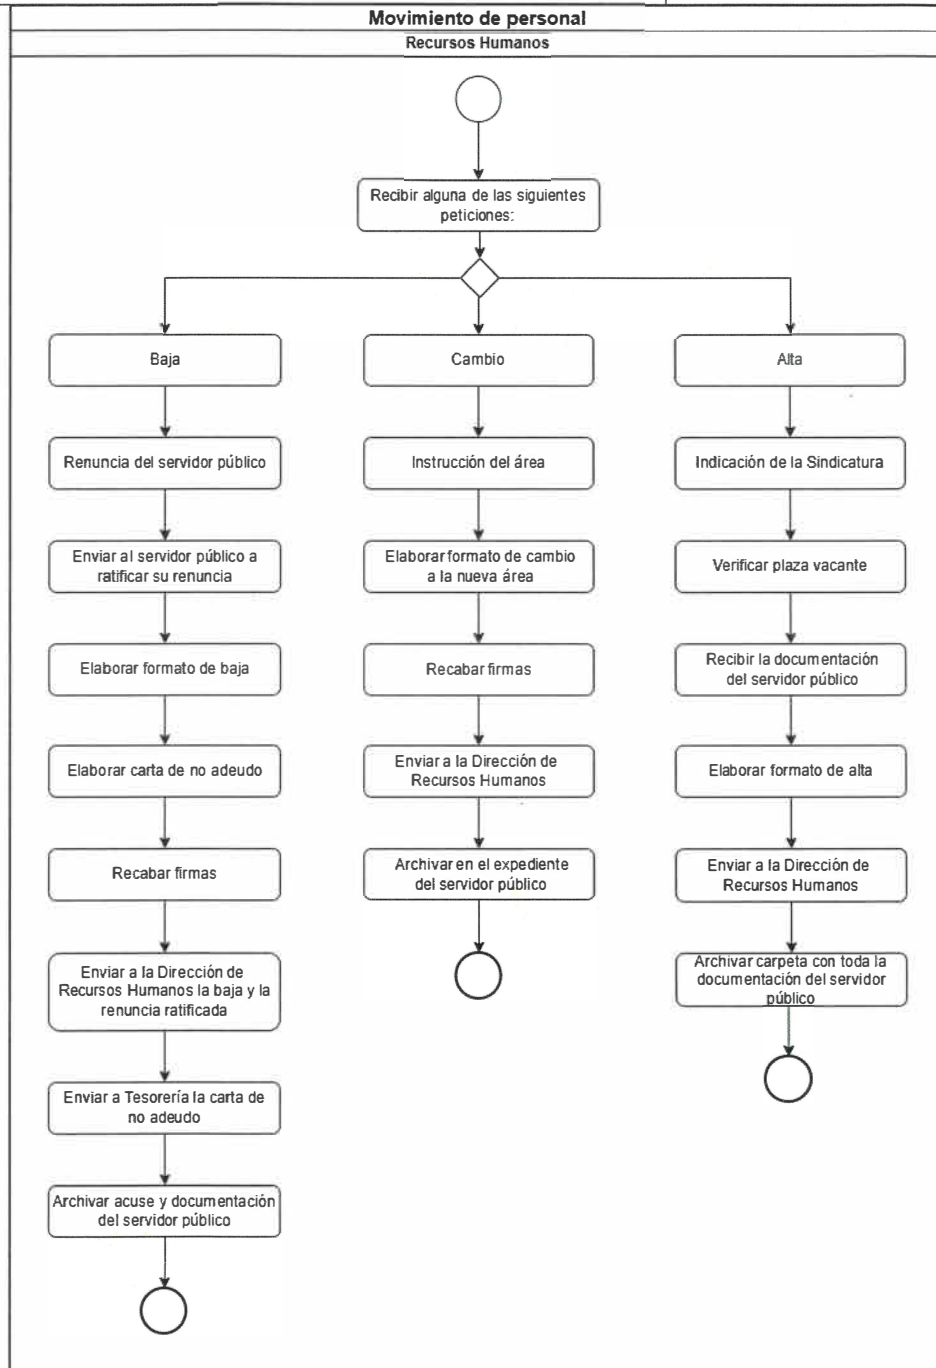 Movimiento de personal
Recursos Humanos
Recibir alguna de las siguientes
peticiones:
Baja
Renuncia del servidor público
Enviar al servidor público a
ratificar su renuncia
Elaborar formato de baja
Elaborar carta de no adeudo
Recabar firmas
Enviar a la Dirección de
Recursos Humanos la baja y la
renuncia ratificada
Enviar a Tesorería la carta de
no adeudo
Archivar acuse y documentación
del servidor público
Cambio
Instrucción del área
Elaborar formato de cambio
a la nueva área
Recabar firmas
Enviar a la Dirección de
Recursos Humanos
Archivar en el expediente
del servidor público
Alta
Indicación de la Sindicatura
Verificar plaza vacante
Recibir la documentación
del servidor público
Elaborar formato de alta
Enviar a la Dirección de
Recursos Humanos
Archivar carpeta con toda la
documentación del servidor
público